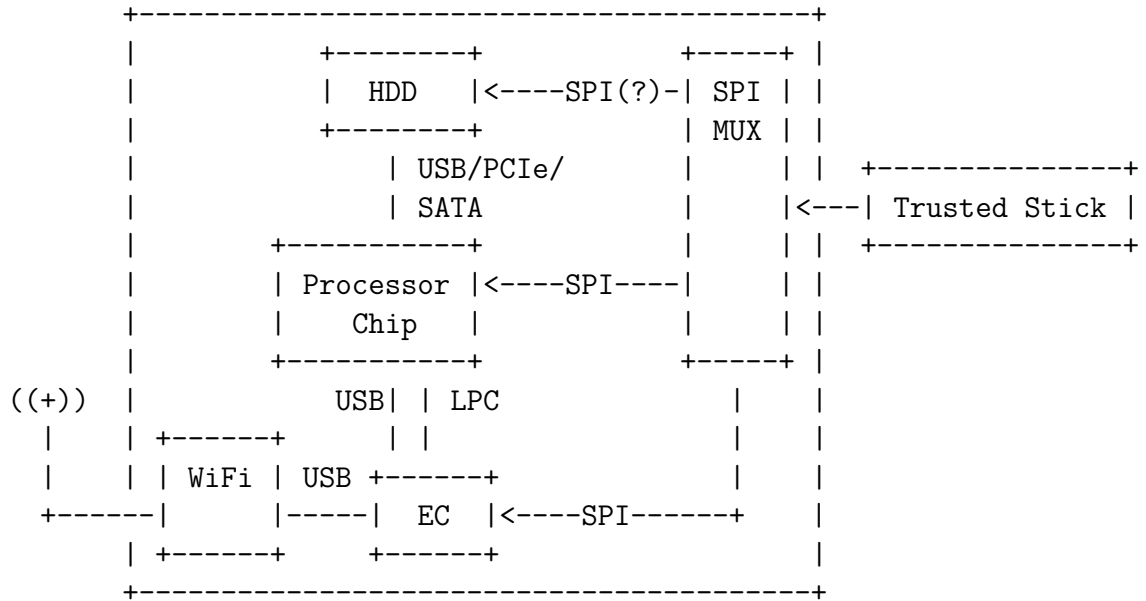 HDD <----SPI(?)- SPI
MUX
USB/PCIe/
SATA <--- Trusted Stick
Processor <----SPI----
Chip
((+)) USB LPC
WiFi USB
EC <----SPI------+